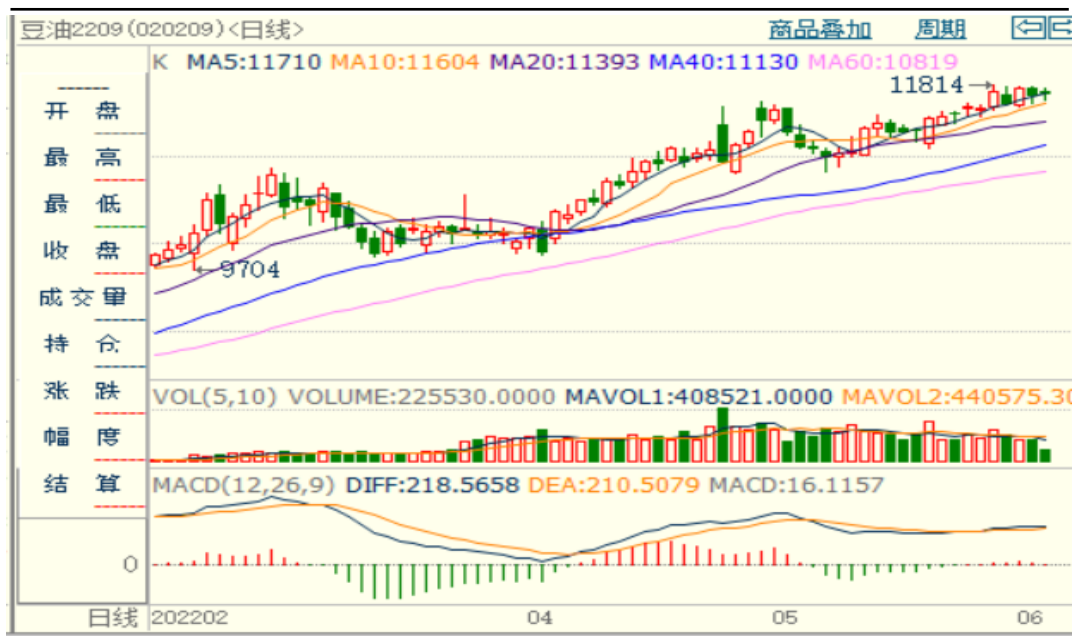 豆油2209(020209)<日线>
商品叠加 周期
K MA5:11710 MA10:11604 MA20:11393 MA40:11130 MA60:10819
11814
9704
开 盘
最 高
最 低
收 盘
成 交 量
持 仓
涨 跌
幅 度
结 算
VOL(5,10) VOLUME:225530.0000 MAVOL1:408521.0000 MAVOL2:440575.30
MACD(12,26,9) DIFF:218.5658 DEA:210.5079 MACD:16.1157
0
日线 202202 04 05 06